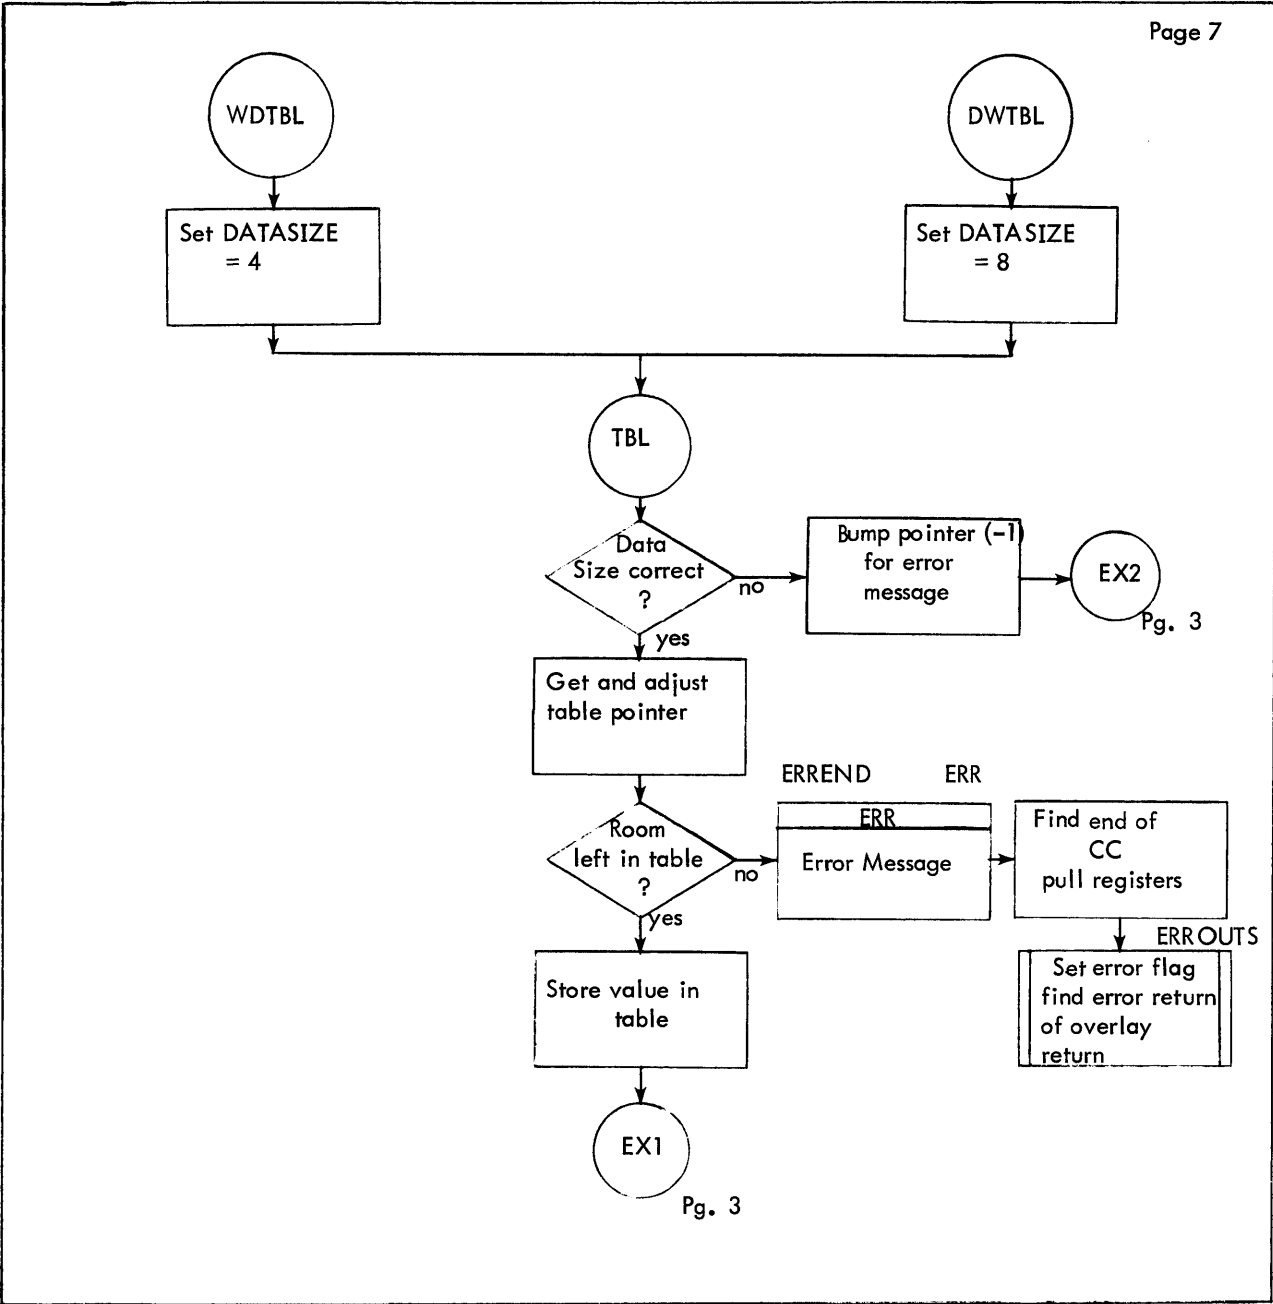 Page 7
WDTBL
DWTBL
Set DATASIZE
= 4
Set DATASIZE
= 8
TBL
Data
Size correct
?
no
yes
Bump pointer (-1)
for error
message
EX2
Pg. 3
Get and adjust
table pointer
ERREND
ERR
Room
left in table
?
no
yes
ERR
Error Message
Find end of
CC
pull registers
ERROUTS
Set error flag
find error return
of overlay
return
Store value in
table
EX1
Pg. 3